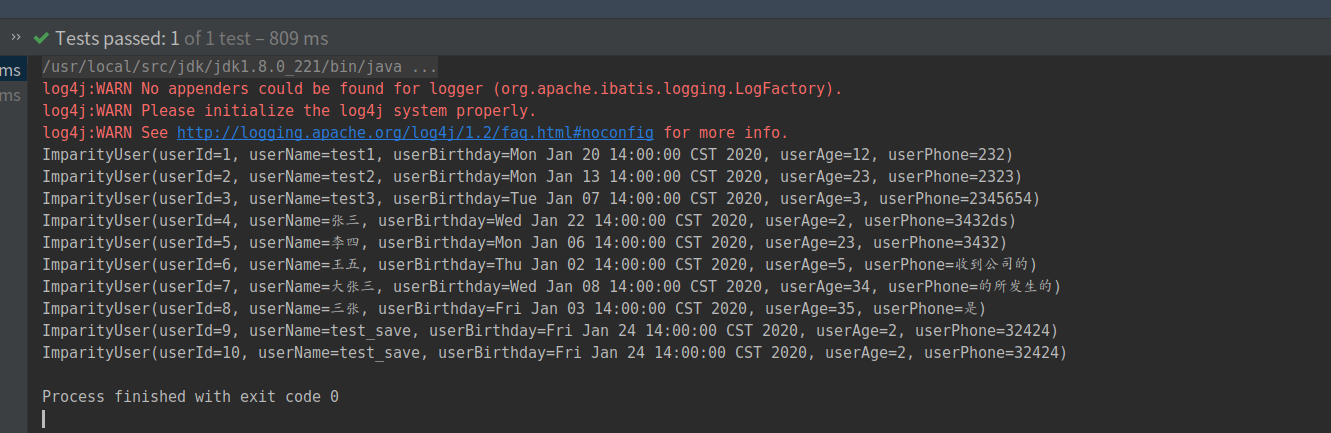 ›› Tests passed: 1 of 1 test – 809 ms
ms
ms
/usr/local/src/jdk/jdk1.8.0_221/bin/java ...
log4j:WARN No appenders could be found for logger (org.apache.ibatis.logging.LogFactory).
log4j:WARN Please initialize the log4j system properly.
log4j:WARN See http://logging.apache.org/log4j/1.2/faq.html#noconfig for more info.
ImparityUser(userId=1, userName=test1, userBirthday=Mon Jan 20 14:00:00 CST 2020, userAge=12, userPhone=232)
ImparityUser(userId=2, userName=test2, userBirthday=Mon Jan 13 14:00:00 CST 2020, userAge=23, userPhone=2323)
ImparityUser(userId=3, userName=test3, userBirthday=Tue Jan 07 14:00:00 CST 2020, userAge=3, userPhone=2345654)
ImparityUser(userId=4, userName=张三, userBirthday=Wed Jan 22 14:00:00 CST 2020, userAge=2, userPhone=3432ds)
ImparityUser(userId=5, userName=李四, userBirthday=Mon Jan 06 14:00:00 CST 2020, userAge=23, userPhone=3432)
ImparityUser(userId=6, userName=王五, userBirthday=Thu Jan 02 14:00:00 CST 2020, userAge=5, userPhone=收到公司的)
ImparityUser(userId=7, userName=大张三, userBirthday=Wed Jan 08 14:00:00 CST 2020, userAge=34, userPhone=的所发生的)
ImparityUser(userId=8, userName=三张, userBirthday=Fri Jan 03 14:00:00 CST 2020, userAge=35, userPhone=是)
ImparityUser(userId=9, userName=test_save, userBirthday=Fri Jan 24 14:00:00 CST 2020, userAge=2, userPhone=32424)
ImparityUser(userId=10, userName=test_save, userBirthday=Fri Jan 24 14:00:00 CST 2020, userAge=2, userPhone=32424)
Process finished with exit code 0